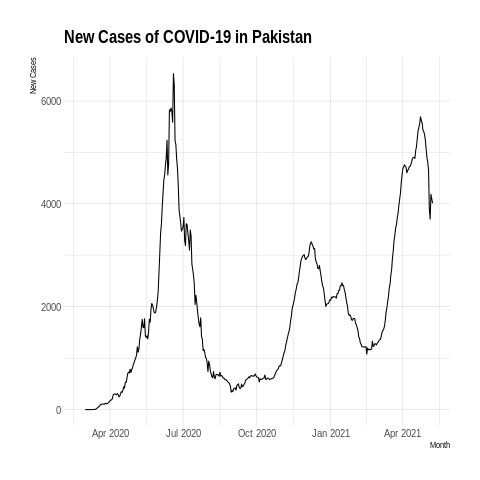 New Cases of COVID-19 in Pakistan
New Cases
6000
4000
2000
0
Apr 2020
Jul 2020
Oct 2020
Jan 2021
Apr 2021
Month